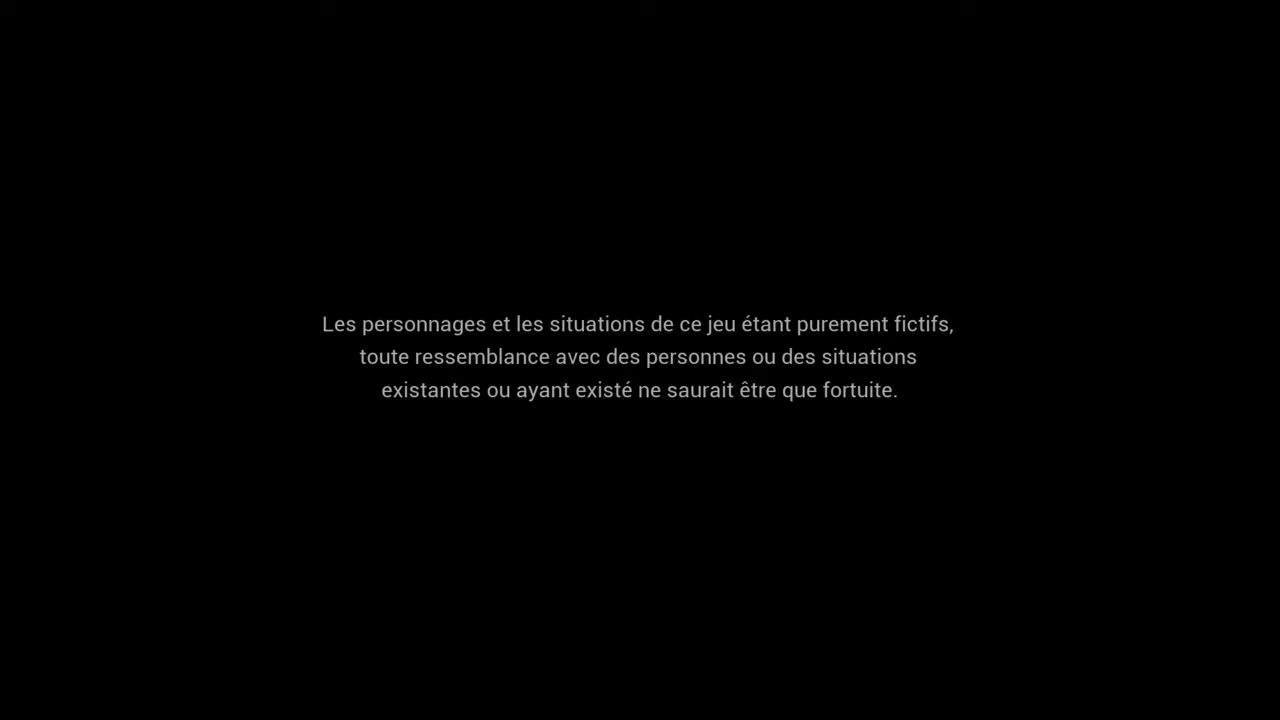 Les personnages et les situations de ce jeu étant purement fictifs,
toute ressemblance avec des personnes ou des situations
existantes ou ayant existé ne saurait être que fortuite.